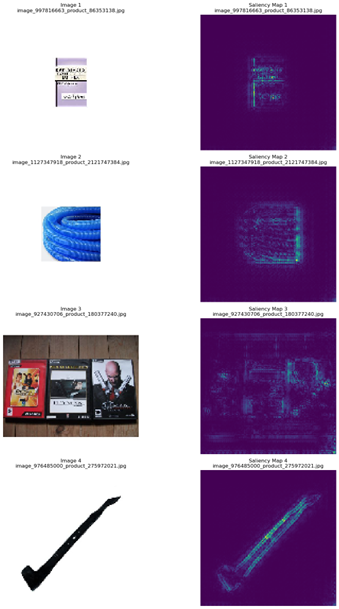 Image 1
image_997816663_product_86353138.jpg
Saliency Map 1
image_997816663_product_86353138.jpg
Image 2
image_1127347918_product_2121747384.jpg
Saliency Map 2
image_1127347918_product_2121747384.jpg
Image 3
image_927430706_product_180377240.jpg
Saliency Map 3
image_927430706_product_180377240.jpg
Image 4
image_976485000_product_275972021.jpg
Saliency Map 4
image_976485000_product_275972021.jpg